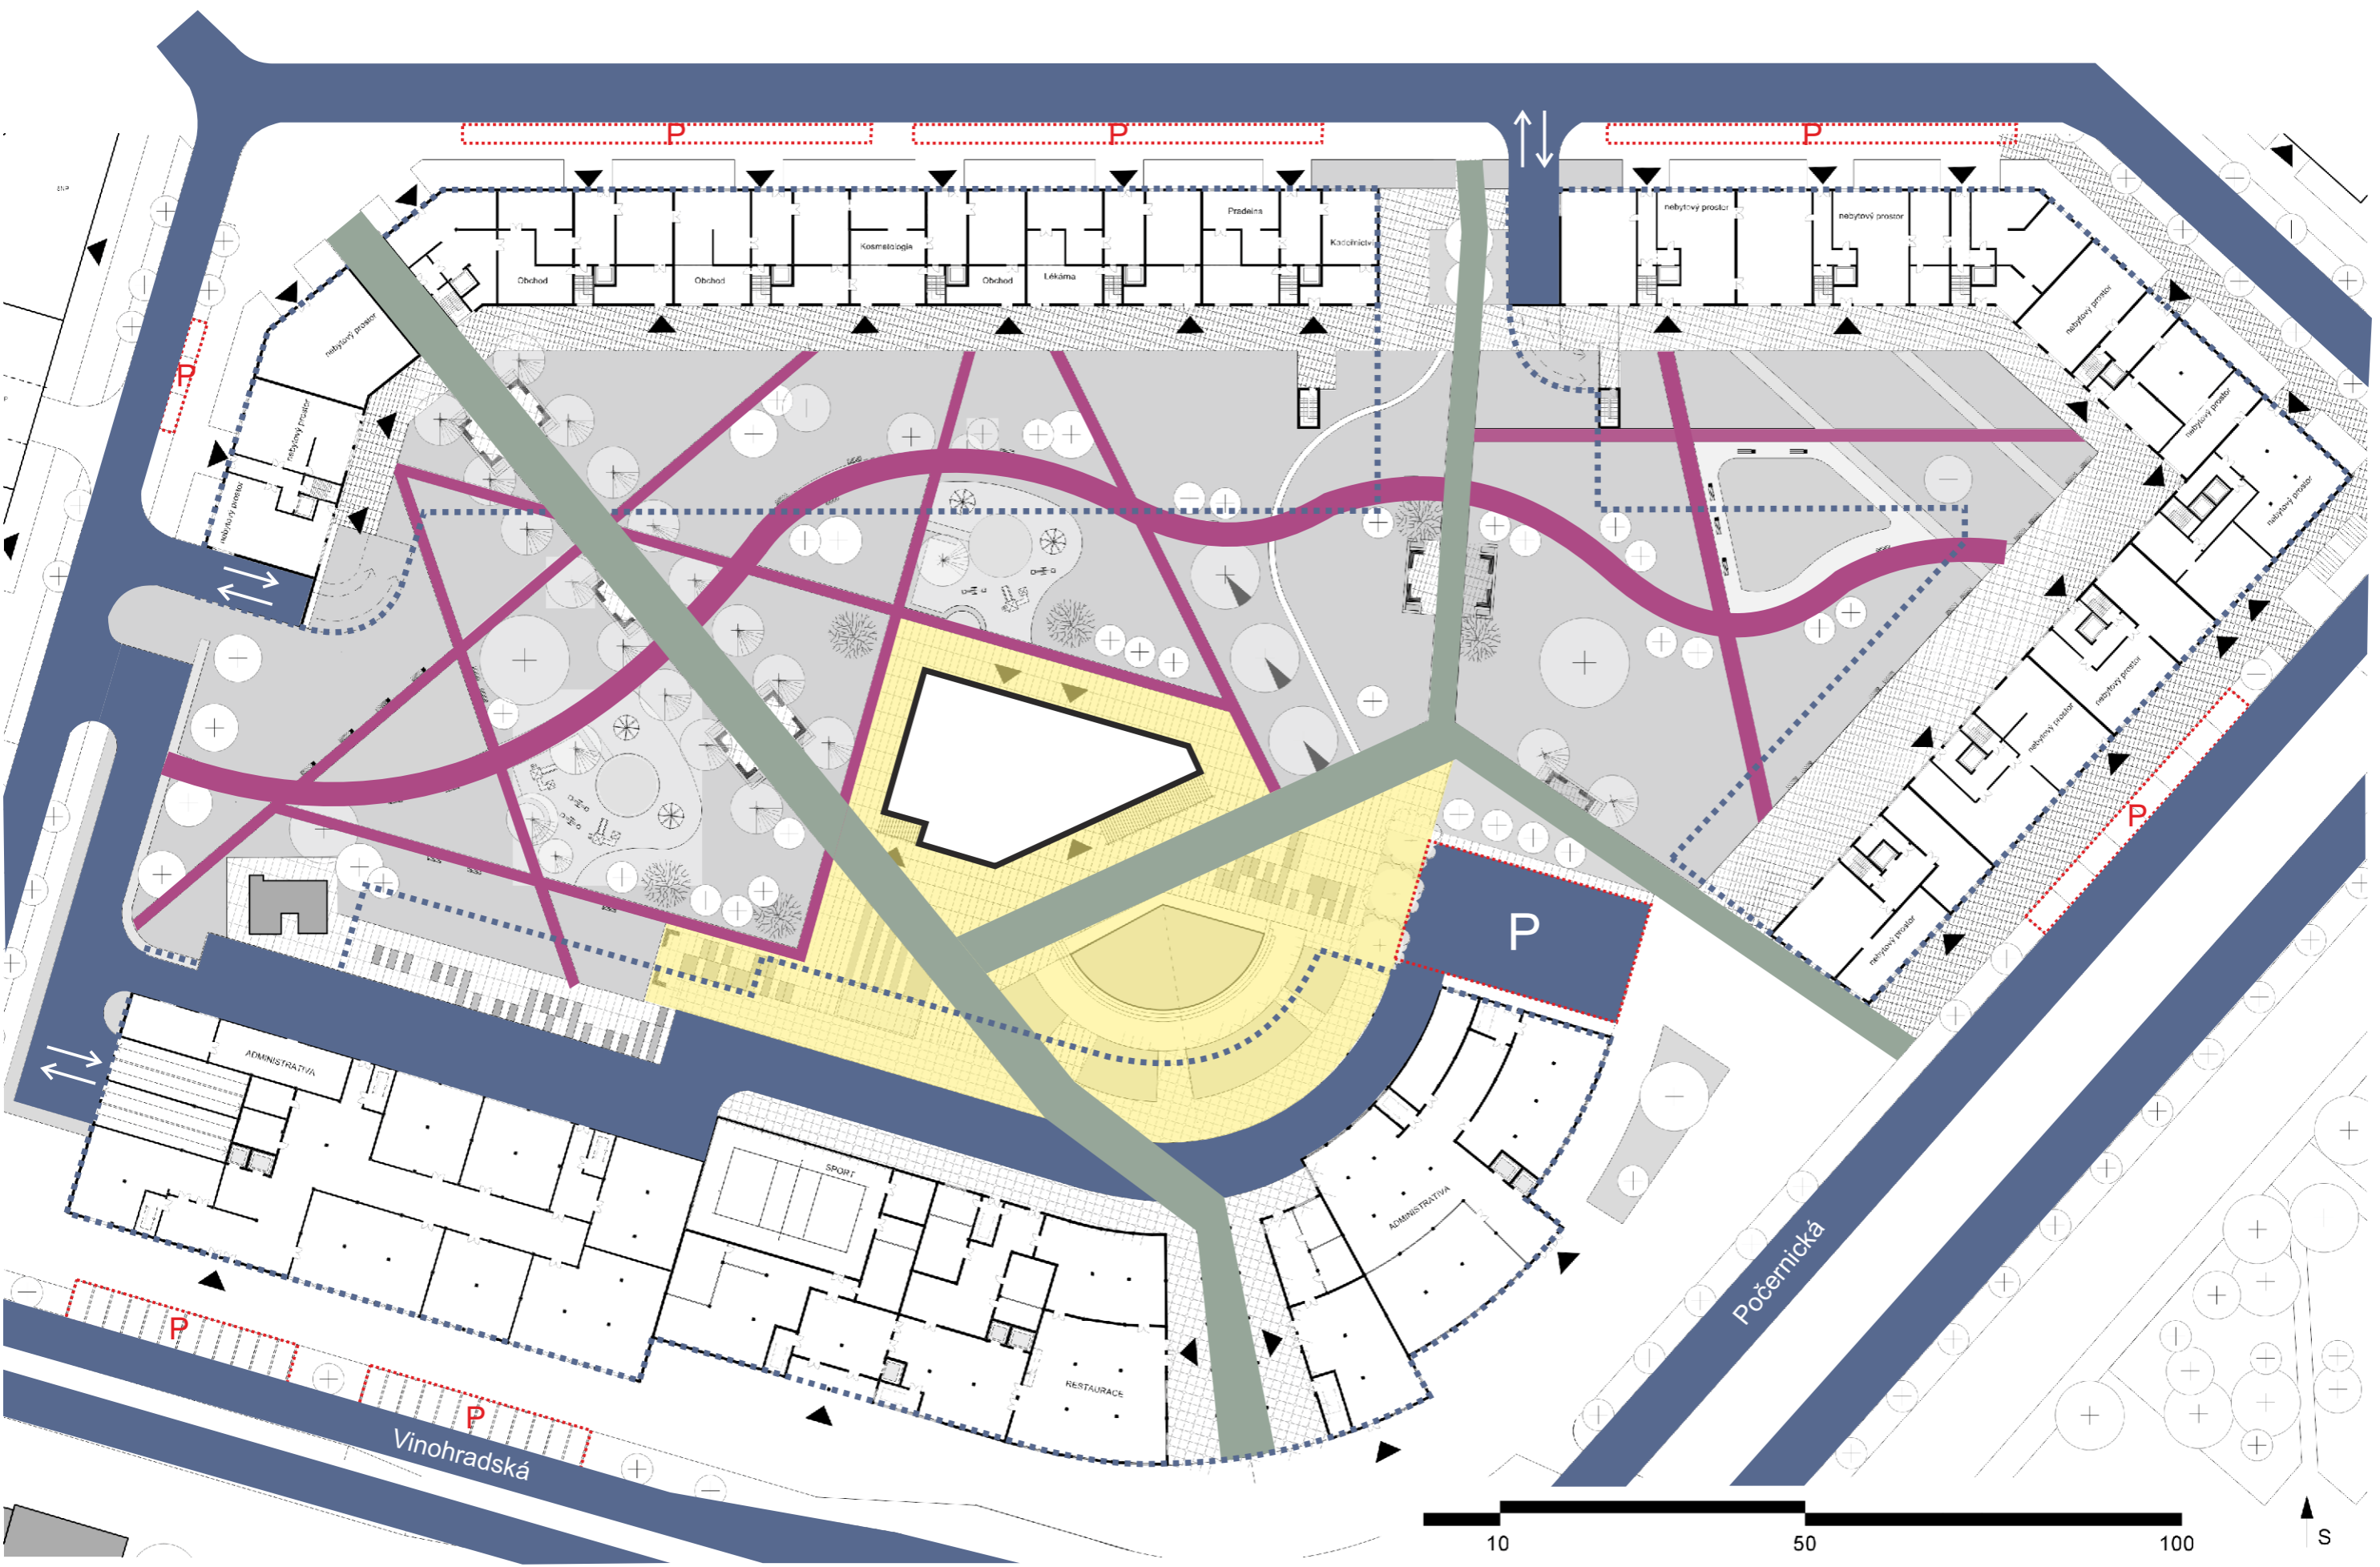 P
P
P
Pradelna
nebytový prostor
nebytový prostor
Kosmetologie
Kadeřnictví
Obchod
Obchod
Obchod
Lékárna
nebytový prostor
nebytový prostor
P
nebytový prostor
nebytový prostor
nebytový prostor
nebytový prostor
nebytový prostor
nebytový prostor
P
P
nebytový prostor
ADMINISTRATIVA
SPORT
ADMINISTRATIVA
Počernická
P
RESTAURACE
P
Vinohradská
10
50
100
S